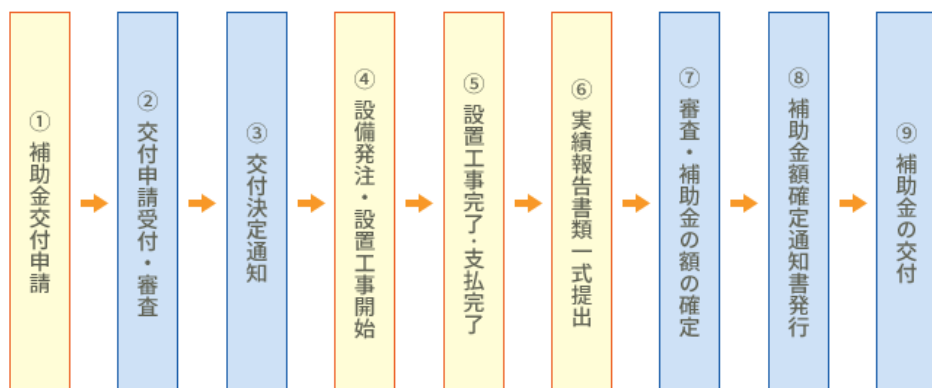 ① 補助金交付申請
② 交付申請受付・審査
③ 交付決定通知
④ 設備発注・設置工事開始
⑤ 設置工事完了・支払完了
⑥ 実績報告書類一式提出
⑦ 審査・補助金の額の確定
⑧ 補助金額確定通知書発行
⑨ 補助金の交付